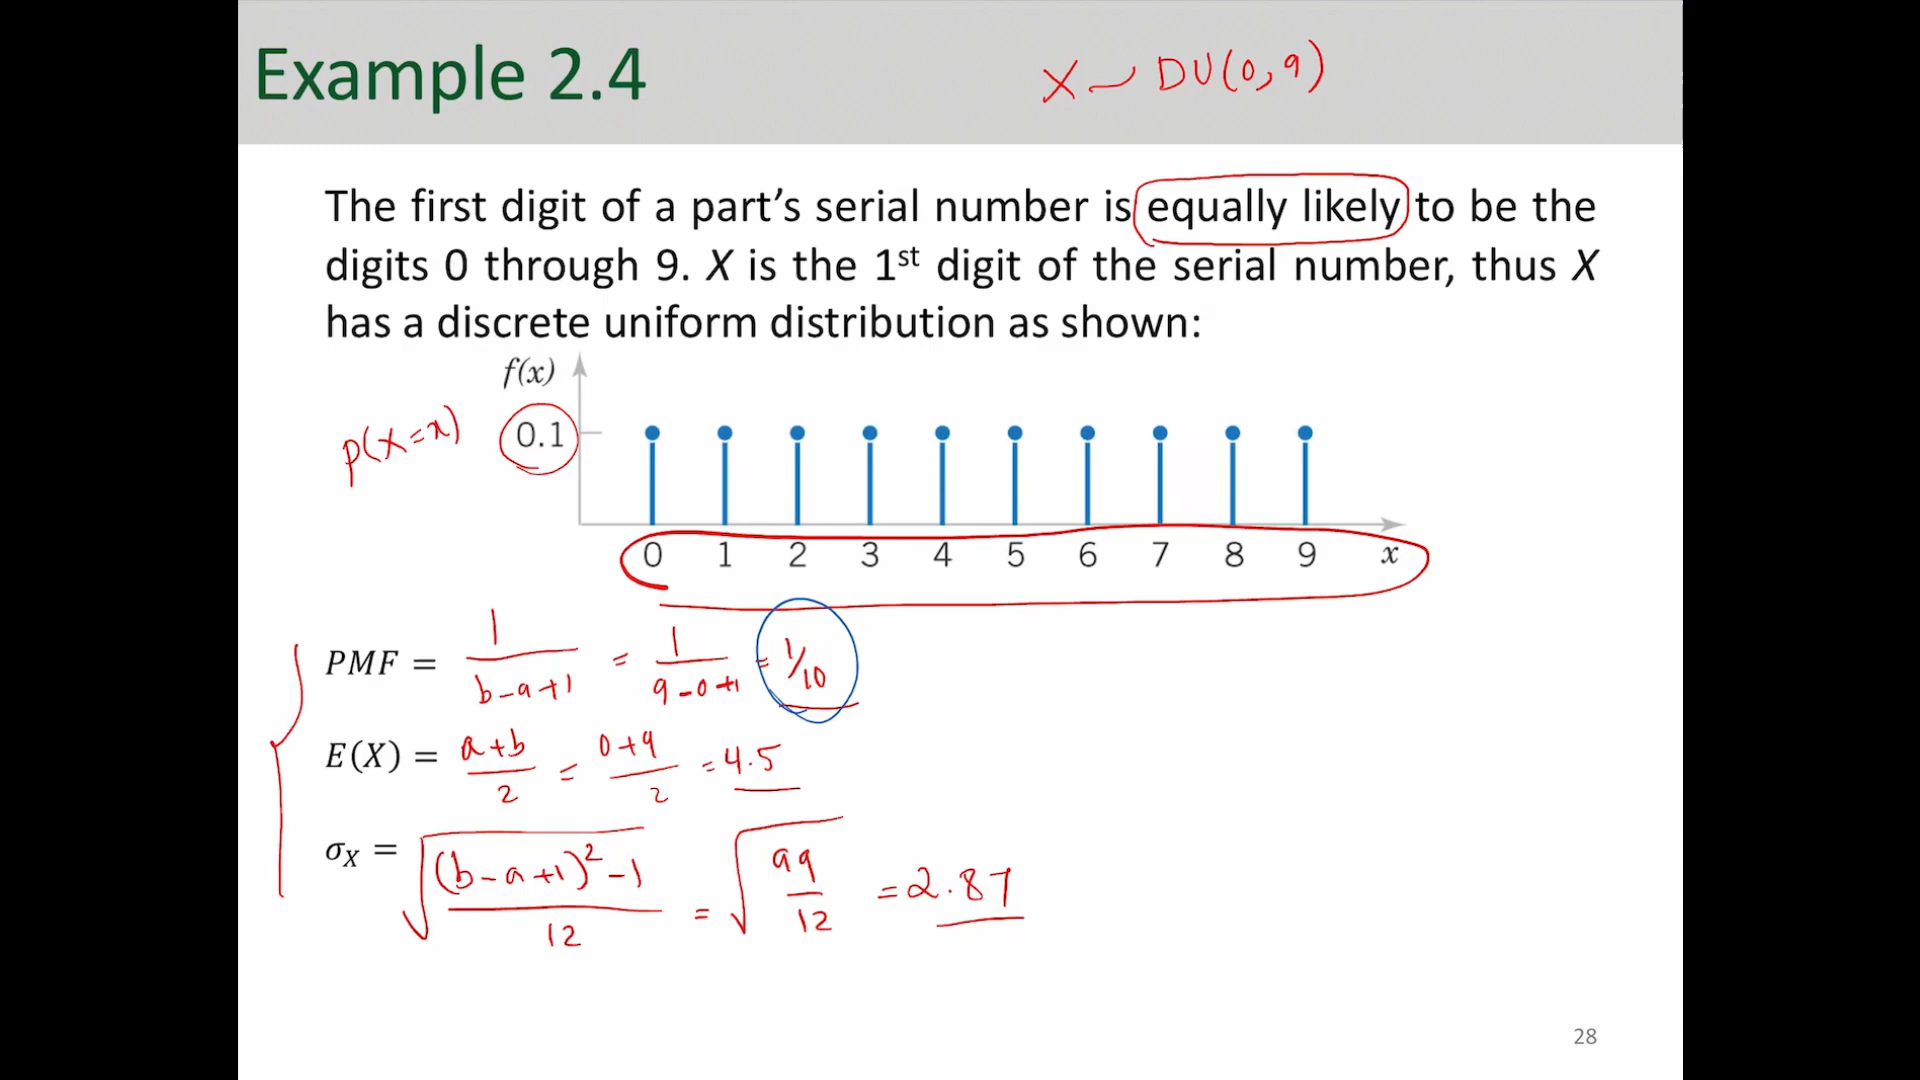 Example 2.4
X ~ DU(0,9)
The first digit of a part’s serial number is equally likely to be the
digits 0 through 9. X is the 1st digit of the serial number, thus X
has a discrete uniform distribution as shown:
f(x)
P(X=x) 0.1
0 1 2 3 4 5 6 7 8 9 x
PMF = 1/(b-a+1) = 1/(9-0+1) = 1/10
E(X) = (a+b)/2 = (0+9)/2 = 4.5
σX = √(((b-a+1)²-1)/12) = √(99/12) = 2.87
28